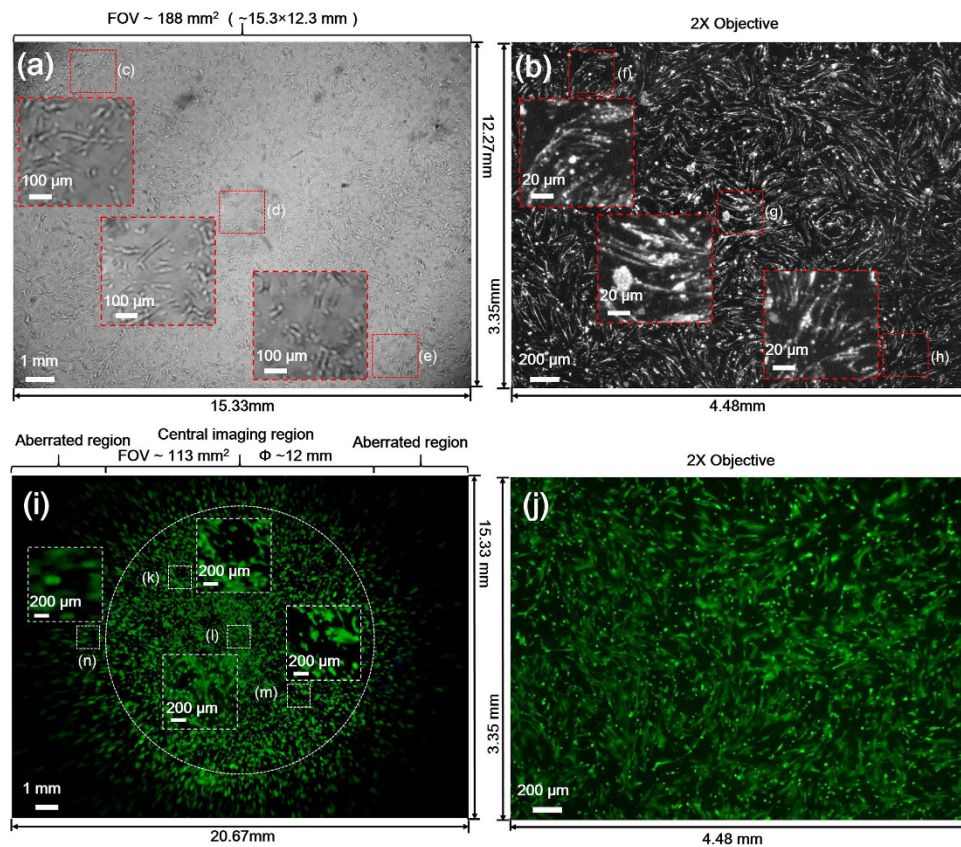 FOV ~ 188 mm² ( ~15.3×12.3 mm )
2X Objective
(a)
(c)
100 µm
(d)
100 µm
100 µm
(e)
1 mm
15.33mm
12.27mm
3.35mm
(b)
(f)
20 µm
(g)
20 µm
20 µm
(h)
200 µm
4.48mm
Aberrated region
Central imaging region
Aberrated region
FOV ~ 113 mm²
Φ ~12 mm
2X Objective
(i)
(k)
200 µm
200 µm
(l)
(n)
200 µm
(m)
200 µm
1 mm
20.67mm
15.33 mm
3.35 mm
(j)
200 µm
4.48 mm